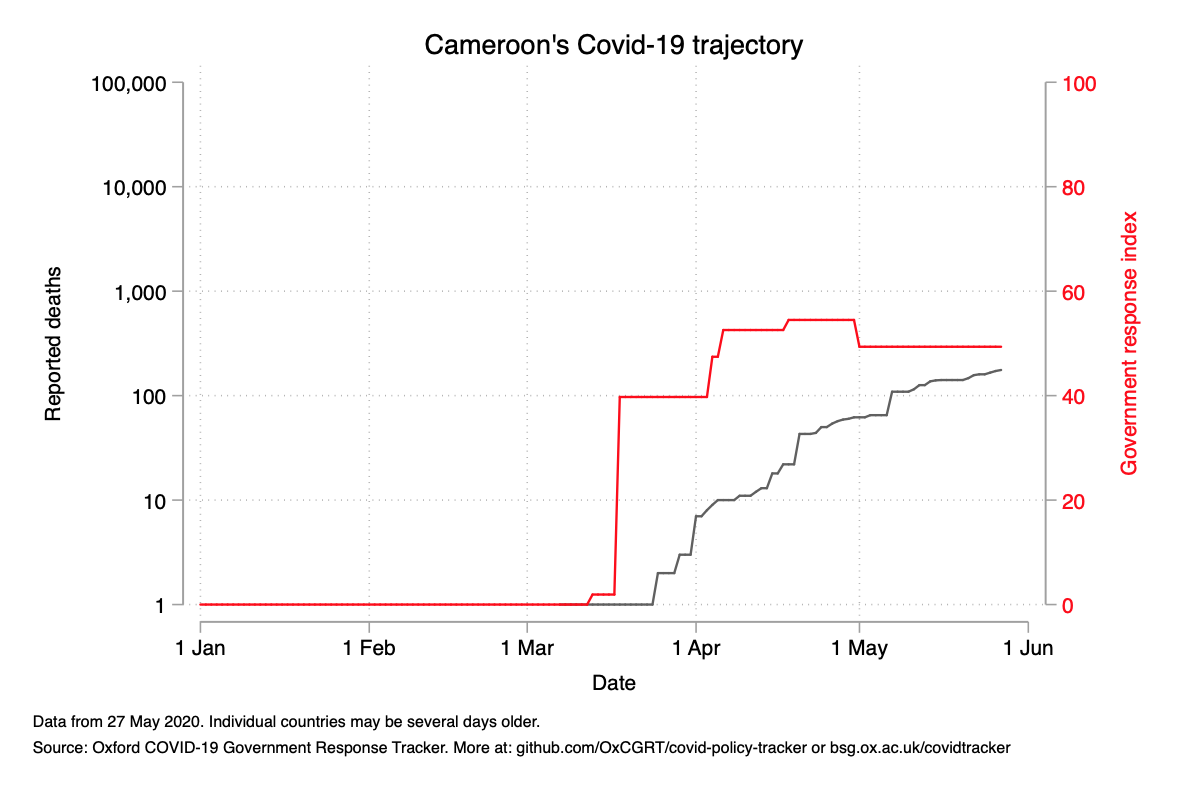 Cameroon's Covid-19 trajectory
100,000
10,000
1,000
100
10
1
Reported deaths
100
80
60
40
20
0
Government response index
1 Jan
1 Feb
1 Mar
1 Apr
1 May
1 Jun
Date
Data from 27 May 2020. Individual countries may be several days older.
Source: Oxford COVID-19 Government Response Tracker. More at: github.com/OxCGRT/covid-policy-tracker or bsg.ox.ac.uk/covidtracker